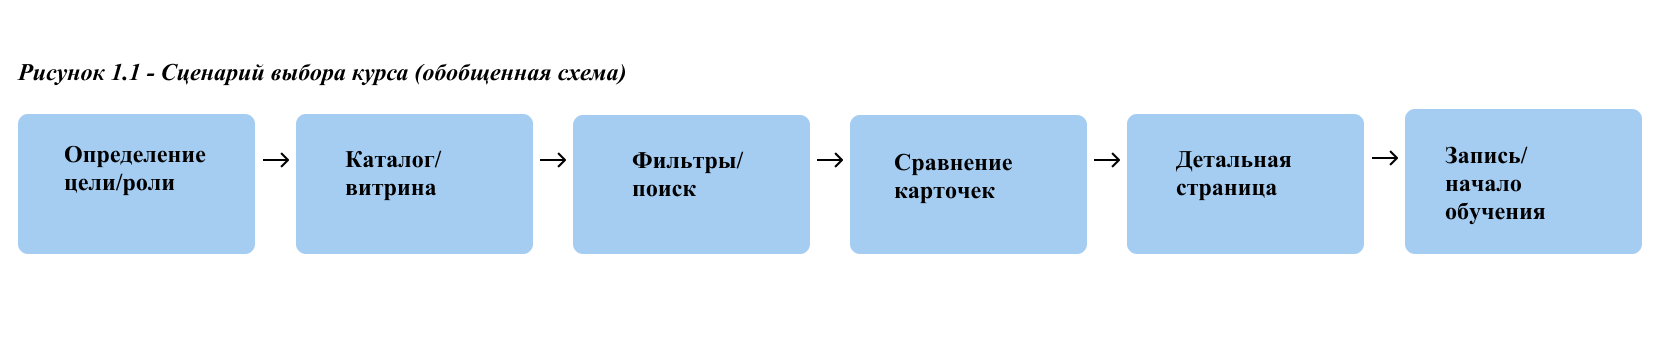 Рисунок 1.1 - Сценарий выбора курса (обобщенная схема)
Определение
цели/роли
Каталог/
витрина
Фильтры/
поиск
Сравнение
карточек
Детальная
страница
Запись/
начало
обучения